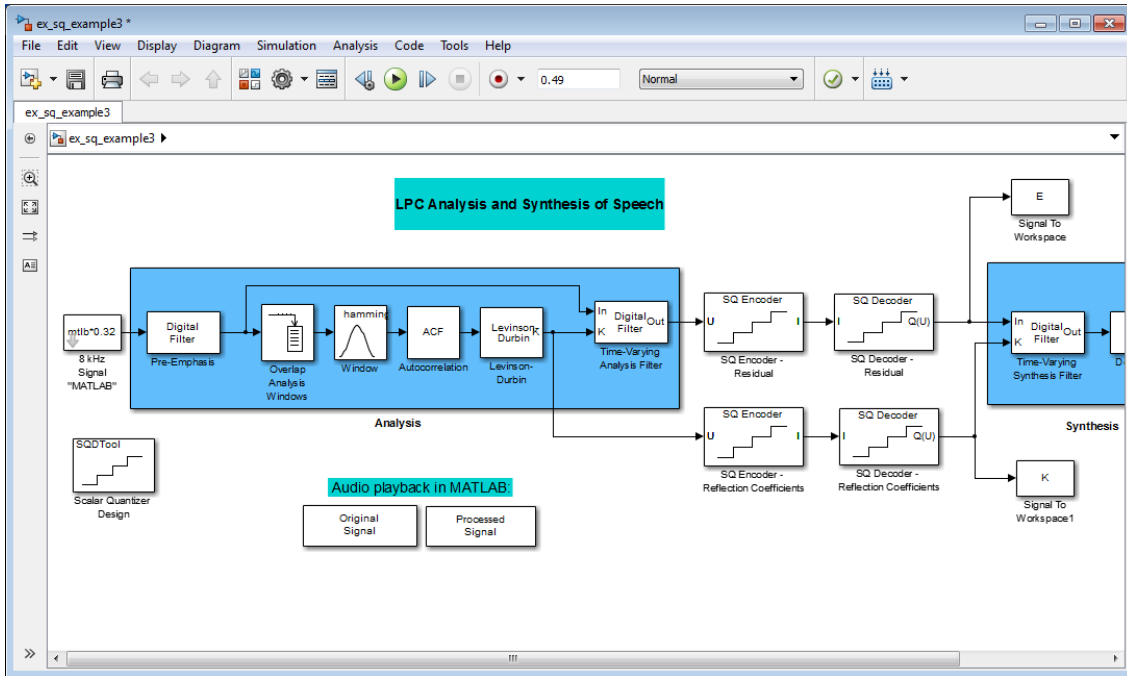 ex_sq_example3 *
File Edit View Display Diagram Simulation Analysis Code Tools Help
0.49
Normal
ex_sq_example3
ex_sq_example3
LPC Analysis and Synthesis of Speech
E
Signal To
Workspace
mtlb*0.32
8 kHz
Signal
"MATLAB"
Digital
Filter
Pre-Emphasis
Overlap
Analysis
Windows
hamming
Window
ACF
Autocorrelation
Levinson
Durbin
K
Levinson-
Durbin
In
K
Digital
Filter
Out
Time-Varying
Analysis Filter
Analysis
SQ Encoder
U
I
SQ Encoder -
Residual
SQ Decoder
I
Q(U)
SQ Decoder -
Residual
In
K
Digital
Filter
Out
Time-Varying
Synthesis Filter
D
Synthesis
SQ Encoder
U
I
SQ Encoder -
Reflection Coefficients
SQ Decoder
I
Q(U)
SQ Decoder -
Reflection Coefficients
K
Signal To
Workspace1
SQDTool
Scalar Quantizer
Design
Audio playback in MATLAB:
Original
Signal
Processed
Signal